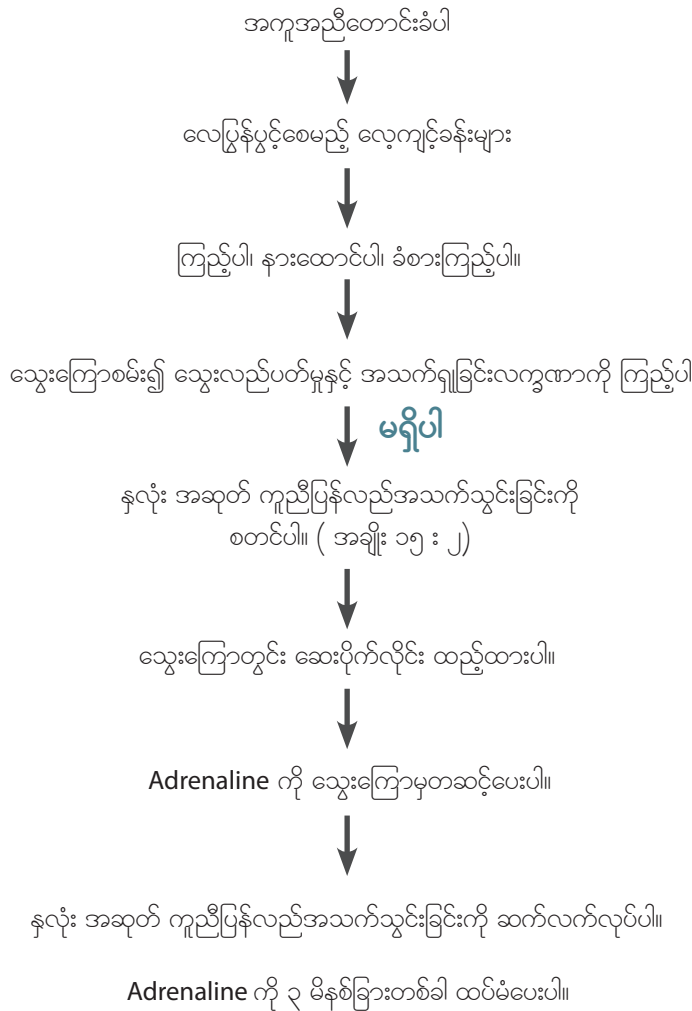 အကူအညီတောင်းခံပါ
လေပြွန်ပွင့်စေမည့် လေ့ကျင့်ခန်းများ
ကြည့်ပါ၊ နားထောင်ပါ၊ ခံစားကြည့်ပါ။
သွေးကြောစမ်း၍ သွေးလည်ပတ်မှုနှင့် အသက်ရှုခြင်းလက္ခဏာကို ကြည့်ပါ
မရှိပါ
နှလုံး အဆုတ် ကူညီပြန်လည်အသက်သွင်းခြင်းကို
စတင်ပါ။ ( အချိုး ၁၅ း ၂)
သွေးကြောတွင်း ဆေးပိုက်လိုင်း ထည့်ထားပါ။
Adrenaline ကို သွေးကြောမှတဆင့်ပေးပါ။
နှလုံး အဆုတ် ကူညီပြန်လည်အသက်သွင်းခြင်းကို ဆက်လက်လုပ်ပါ။
Adrenaline ကို ၃ မိနစ်ခြားတစ်ခါ ထပ်မံပေးပါ။